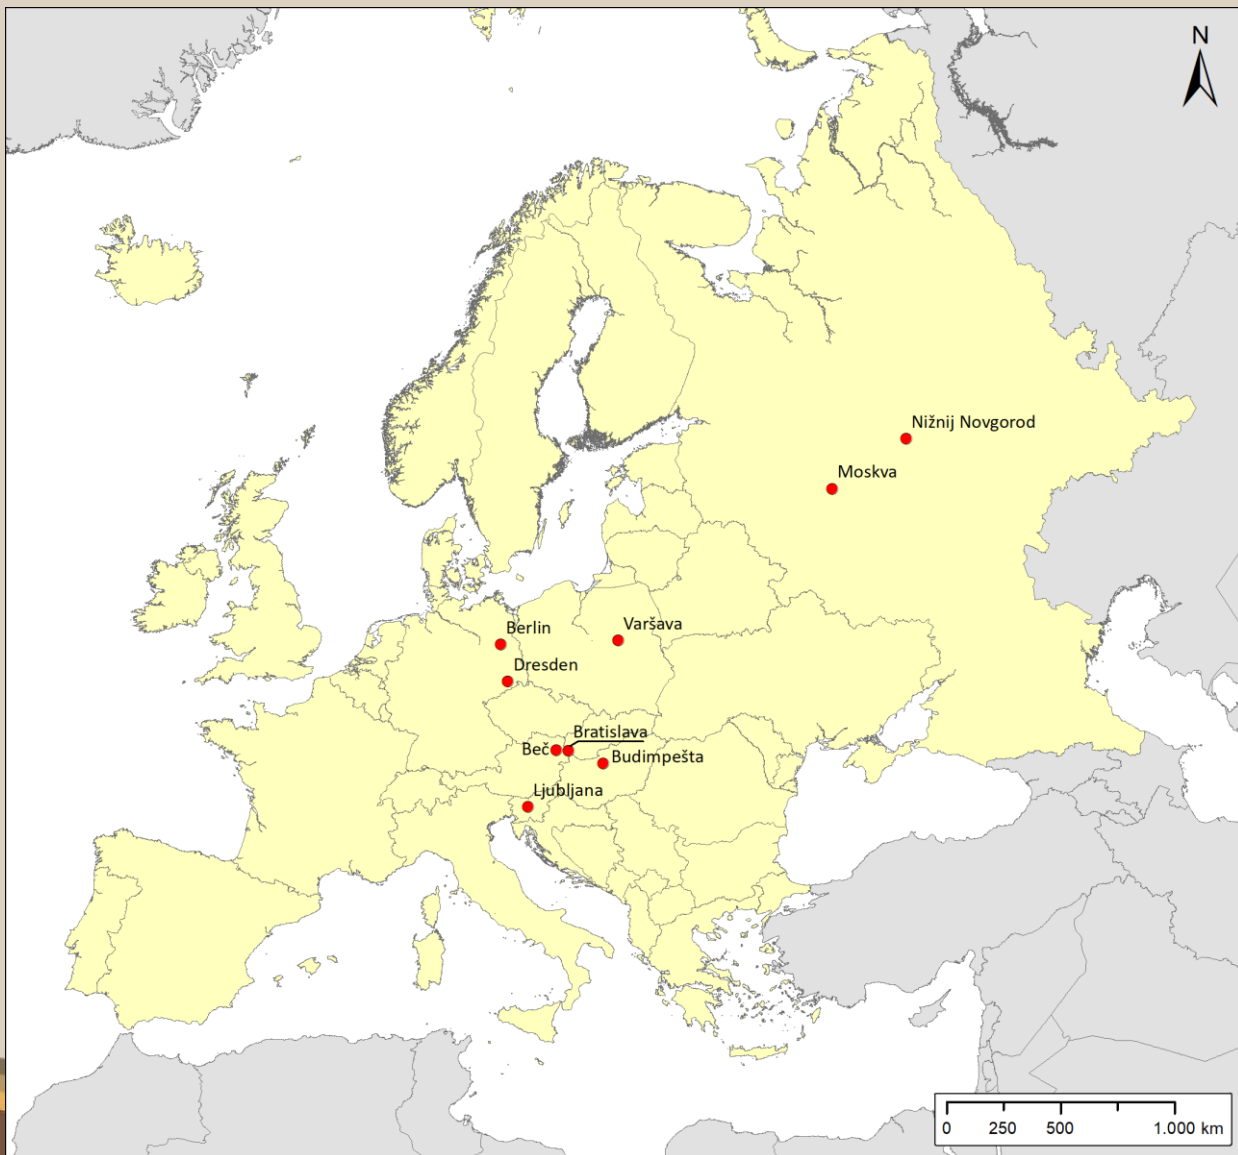 N
Nižnij Novgorod
Moskva
Berlin
Varšava
Dresden
Bratislava
Beč
Budimpešta
Ljubljana
0 250 500 1.000 km